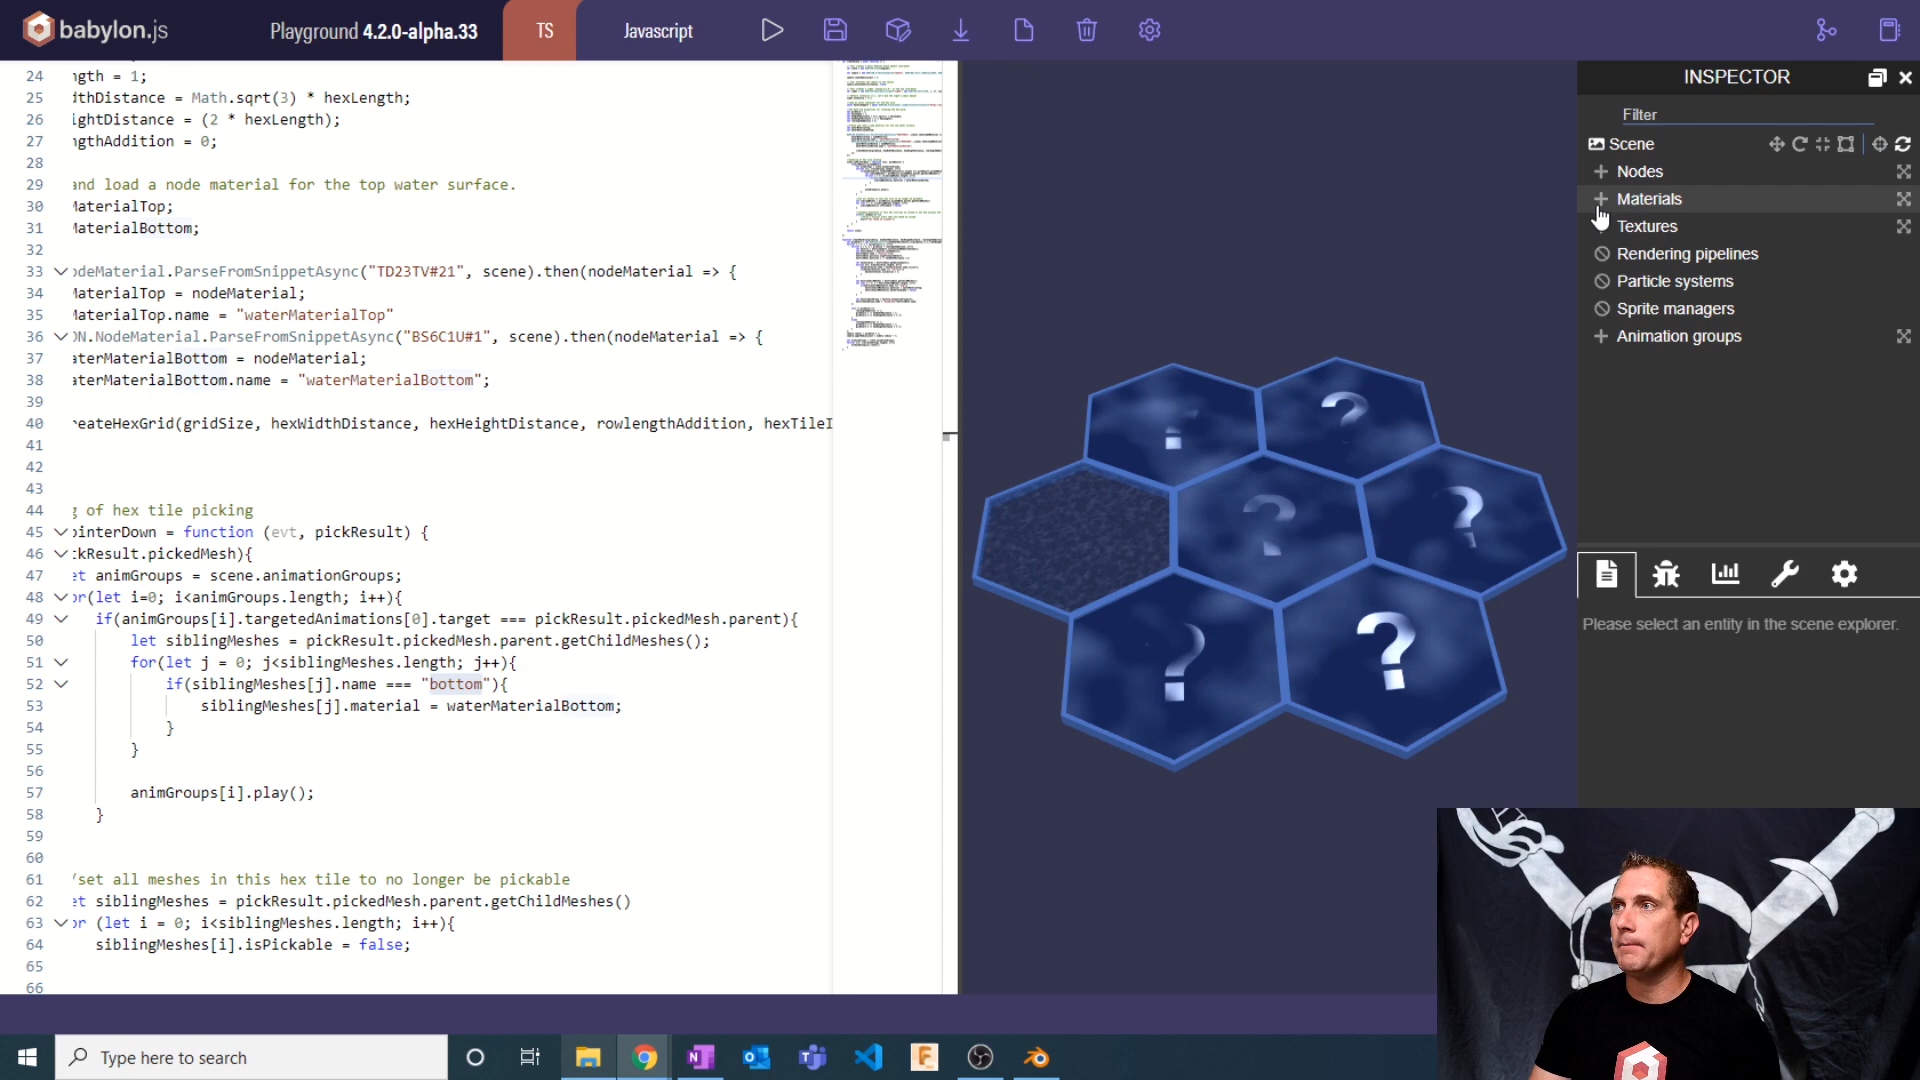 babylon.js
Playground 4.2.0-alpha.33
TS
Javascript
24 ngth = 1;
25 dthDistance = Math.sqrt(3) * hexLength;
26 ightDistance = (2 * hexLength);
27 ngthAddition = 0;
28
29 and load a node material for the top water surface.
30 MaterialTop;
31 MaterialBottom;
32
33 odeMaterial.ParseFromSnippetAsync("TD23TV#21", scene).then(nodeMaterial => {
34 MaterialTop = nodeMaterial;
35 MaterialTop.name = "waterMaterialTop"
36 ON.NodeMaterial.ParseFromSnippetAsync("BS6C1U#1", scene).then(nodeMaterial => {
37 aterMaterialBottom = nodeMaterial;
38 aterMaterialBottom.name = "waterMaterialBottom";
39
40 reateHexGrid(gridSize, hexWidthDistance, hexHeightDistance, rowlengthAddition, hexTileI
41
42
43
44 g of hex tile picking
45 ointerDown = function (evt, pickResult) {
46 ckResult.pickedMesh){
47 et animGroups = scene.animationGroups;
48 or(let i=0; i<animGroups.length; i++){
49 if(animGroups[i].targetedAnimations[0].target === pickResult.pickedMesh.parent){
50 let siblingMeshes = pickResult.pickedMesh.parent.getChildMeshes();
51 for(let j = 0; j<siblingMeshes.length; j++){
52 if(siblingMeshes[j].name === "bottom"){
53 siblingMeshes[j].material = waterMaterialBottom;
54 }
55 }
56
57 animGroups[i].play();
58 }
59
60
61 /set all meshes in this hex tile to no longer be pickable
62 et siblingMeshes = pickResult.pickedMesh.parent.getChildMeshes()
63 or (let i = 0; i<siblingMeshes.length; i++){
64 siblingMeshes[i].isPickable = false;
65
66
? ?
? ?
? ?
INSPECTOR
Filter
Scene
Nodes
Materials
Textures
Rendering pipelines
Particle systems
Sprite managers
Animation groups
Please select an entity in the scene explorer.
Type here to search